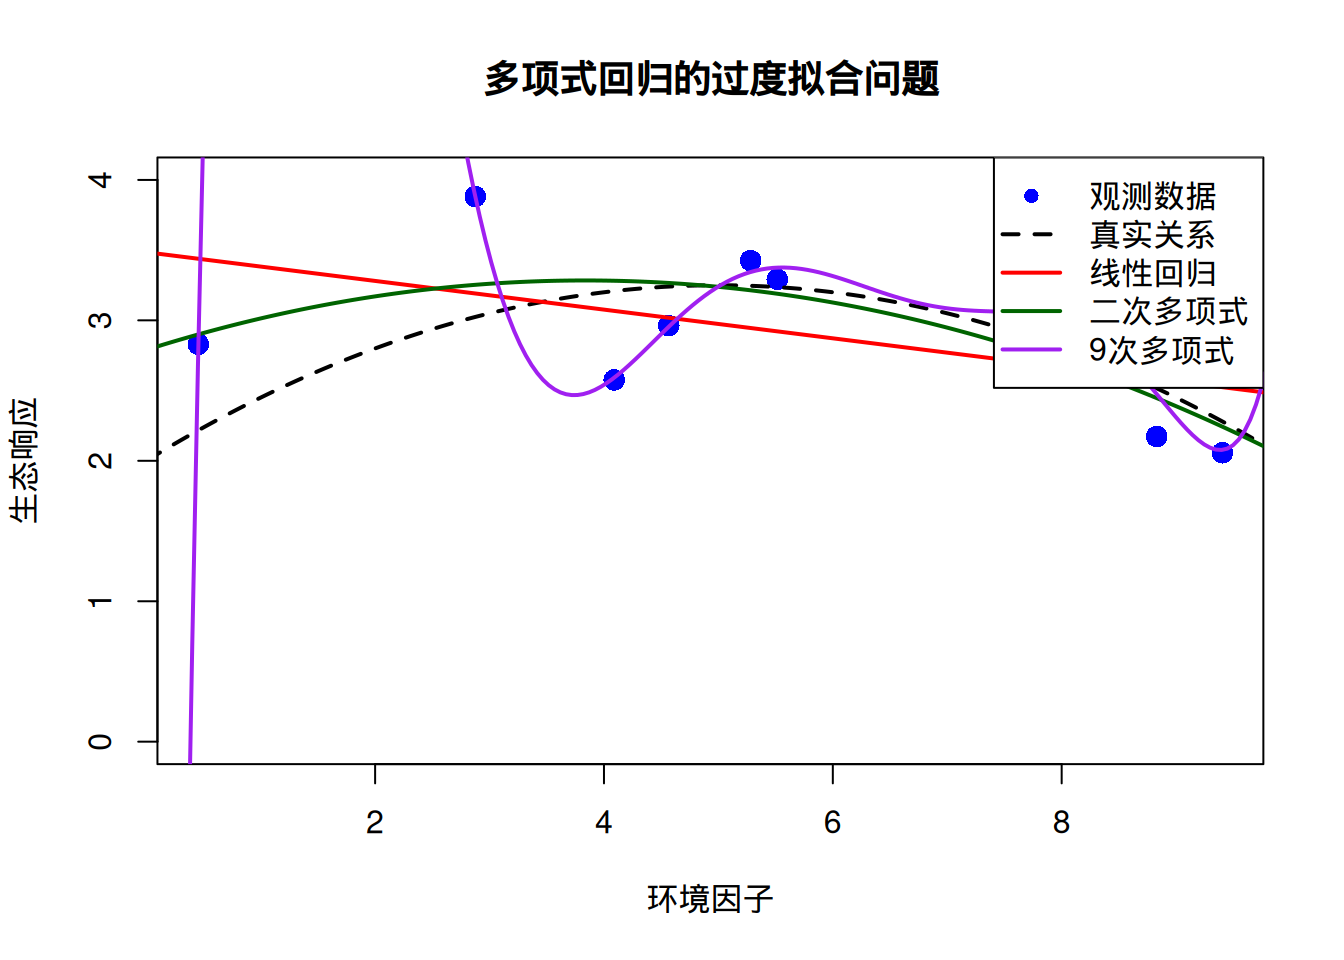 多项式回归的过度拟合问题
观测数据
真实关系
线性回归
二次多项式
9次多项式
生态响应
4
3
2
1
0
2
4
6
8
环境因子